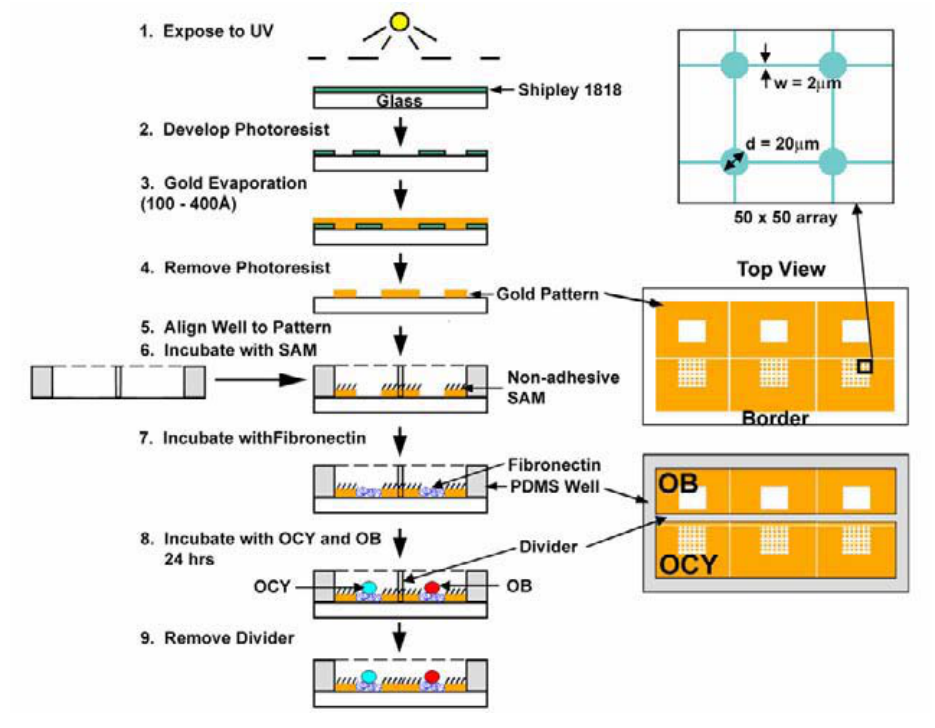 1. Expose to UV
Shipley 1818
Glass
2. Develop Photoresist
3. Gold Evaporation
(100 - 400Å)
4. Remove Photoresist
Gold Pattern
5. Align Well to Pattern
6. Incubate with SAM
Non-adhesive
SAM
7. Incubate withFibronectin
Fibronectin
PDMS Well
8. Incubate with OCY and OB
24 hrs
Divider
OCY
OB
9. Remove Divider
w = 2μm
d = 20μm
50 x 50 array
Top View
Border
OB
OCY